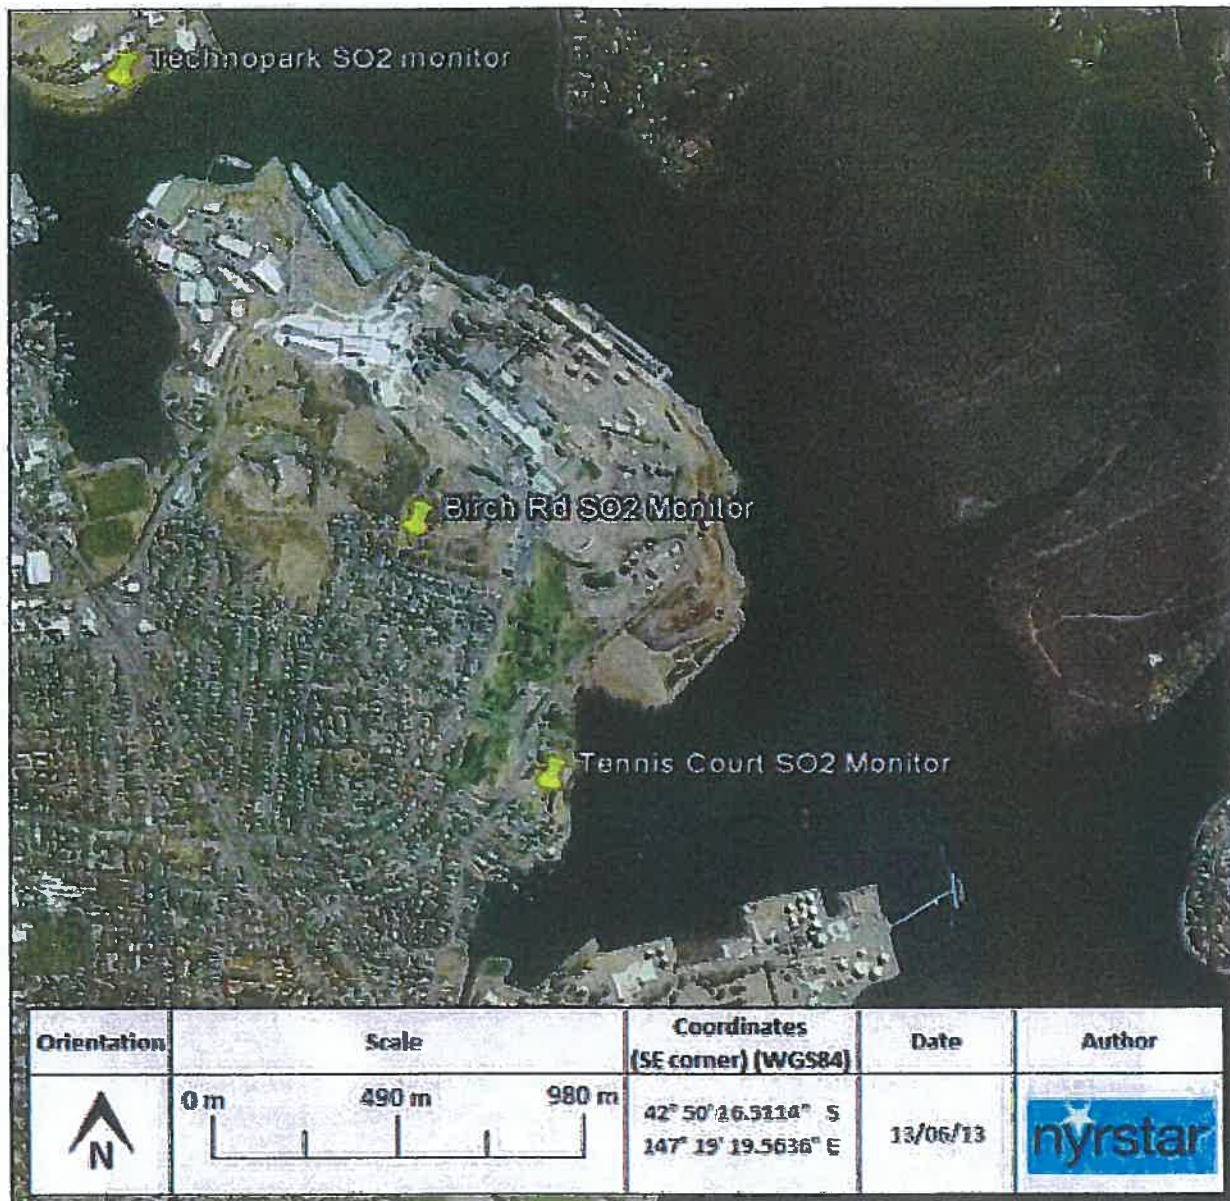 Technopark SO2 monitor
Birch Rd SO2 Monitor
Tennis Court SO2 Monitor
Orientation
Scale
Coordinates
(SE corner) (WGS84)
Date
Author
N
0 m 490 m 980 m
42° 50' 16.5114" S
147° 19' 19.5636" E
13/06/13
nyrstar